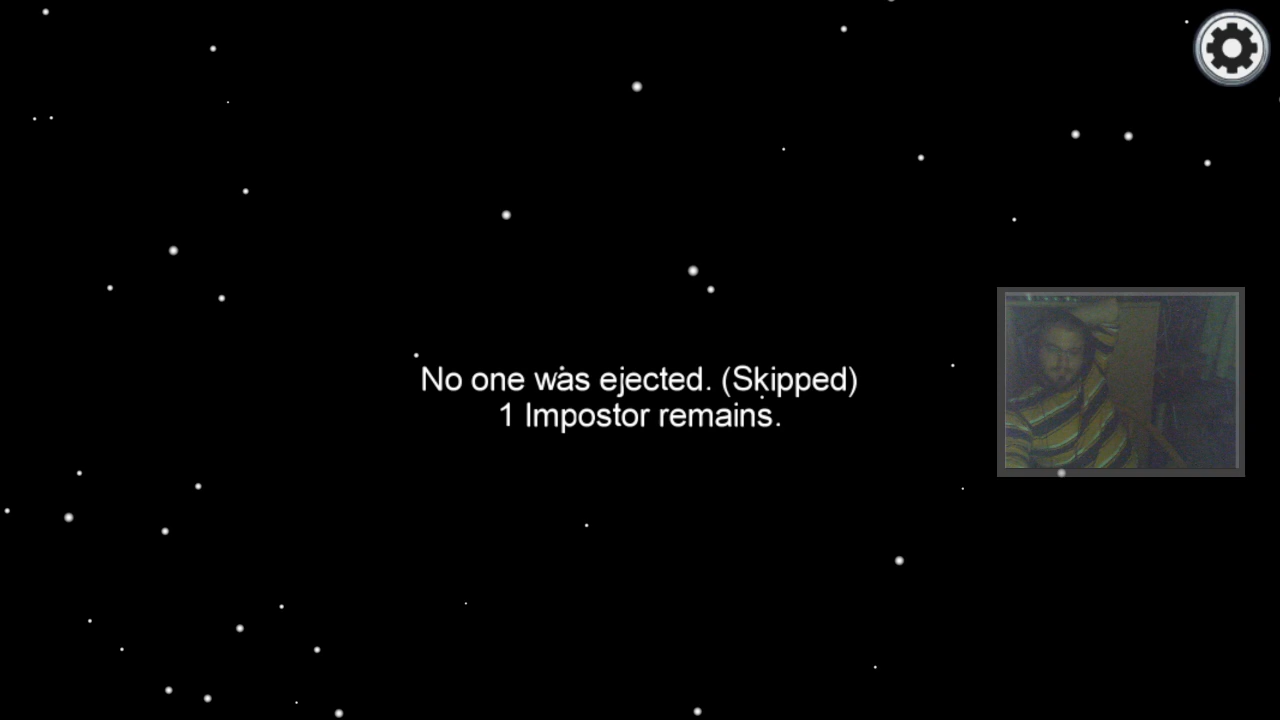 No one was ejected. (Skipped)
1 Impostor remains.